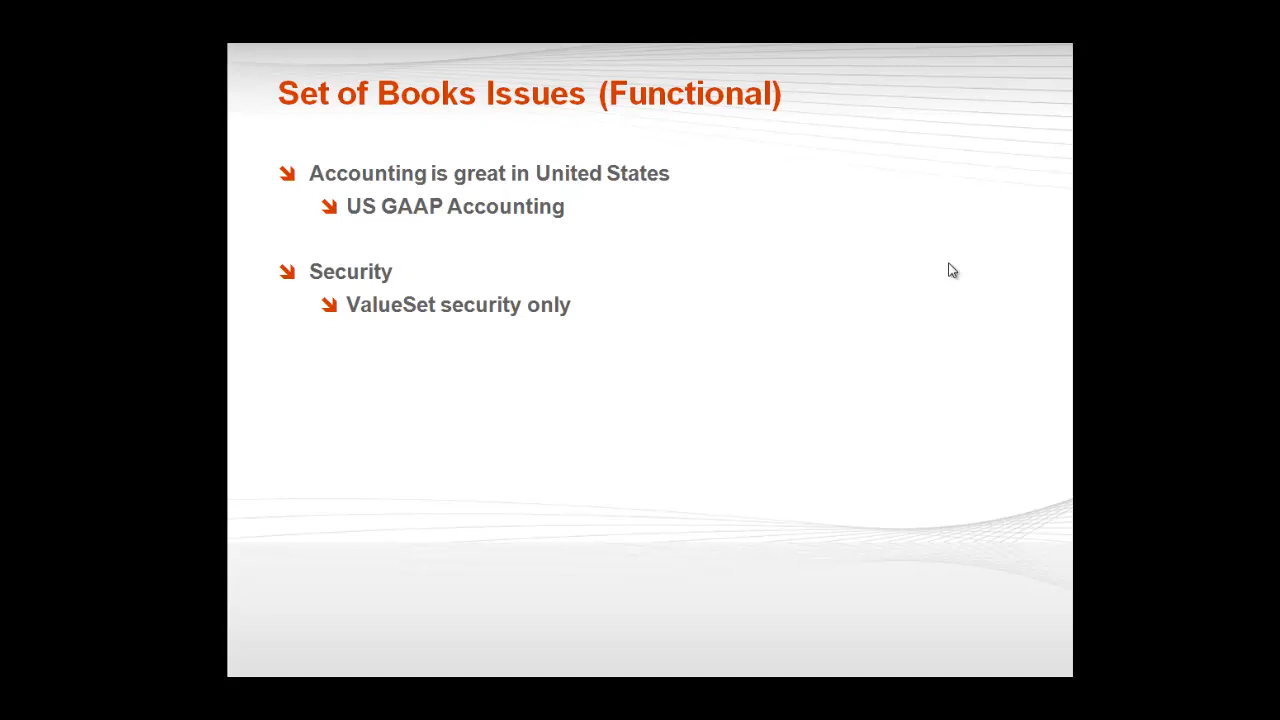 Set of Books Issues (Functional)
Accounting is great in United States
US GAAP Accounting
Security
ValueSet security only